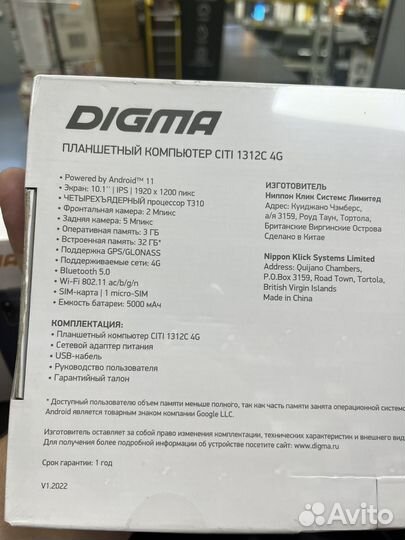 DIGMA
ПЛАНШЕТНЫЙ КОМПЬЮТЕР CITI 1312C 4G
• Powered by Android™ 11
• Экран: 10.1'' | IPS | 1920 x 1200 пикс
• ЧЕТЫРЕХЪЯДЕРНЫЙ процессор T310
• Фронтальная камера: 2 Мпикс
• Задняя камера: 5 Мпикс
• Оперативная память: 3 ГБ
• Встроенная память: 32 ГБ*
• Поддержка GPS/GLONASS
• Поддерживаемые сети: 4G
• Bluetooth 5.0
• Wi-Fi 802.11 ac/b/g/n
• SIM-карта | 1 micro-SIM
• Емкость батареи: 5000 мАч
КОМПЛЕКТАЦИЯ:
• Планшетный компьютер CITI 1312C 4G
• Сетевой адаптер питания
• USB-кабель
• Руководство пользователя
• Гарантийный талон
ИЗГОТОВИТЕЛЬ
Ниппон Клик Системс Лимитед
Адрес: Куиджано Чэмберс,
а/я 3159, Роуд Таун, Тортола,
Британские Виргинские Острова
Сделано в Китае
Nippon Klick Systems Limited
Address: Quijano Chambers,
P.O.Box 3159, Road Town, Tortola,
British Virgin Islands
Made in China
* Доступный пользователю объем памяти меньше полного, так как часть памяти занята операционной
Android является товарным знаком компании Google LLC.
Изготовитель оставляет за собой право изменения комплектации, технических характеристик и внешнего
Для получения более подробной информации об устройстве посетите сайт: www.digma.ru
Срок гарантии: 1 год
V1.2022
Avito